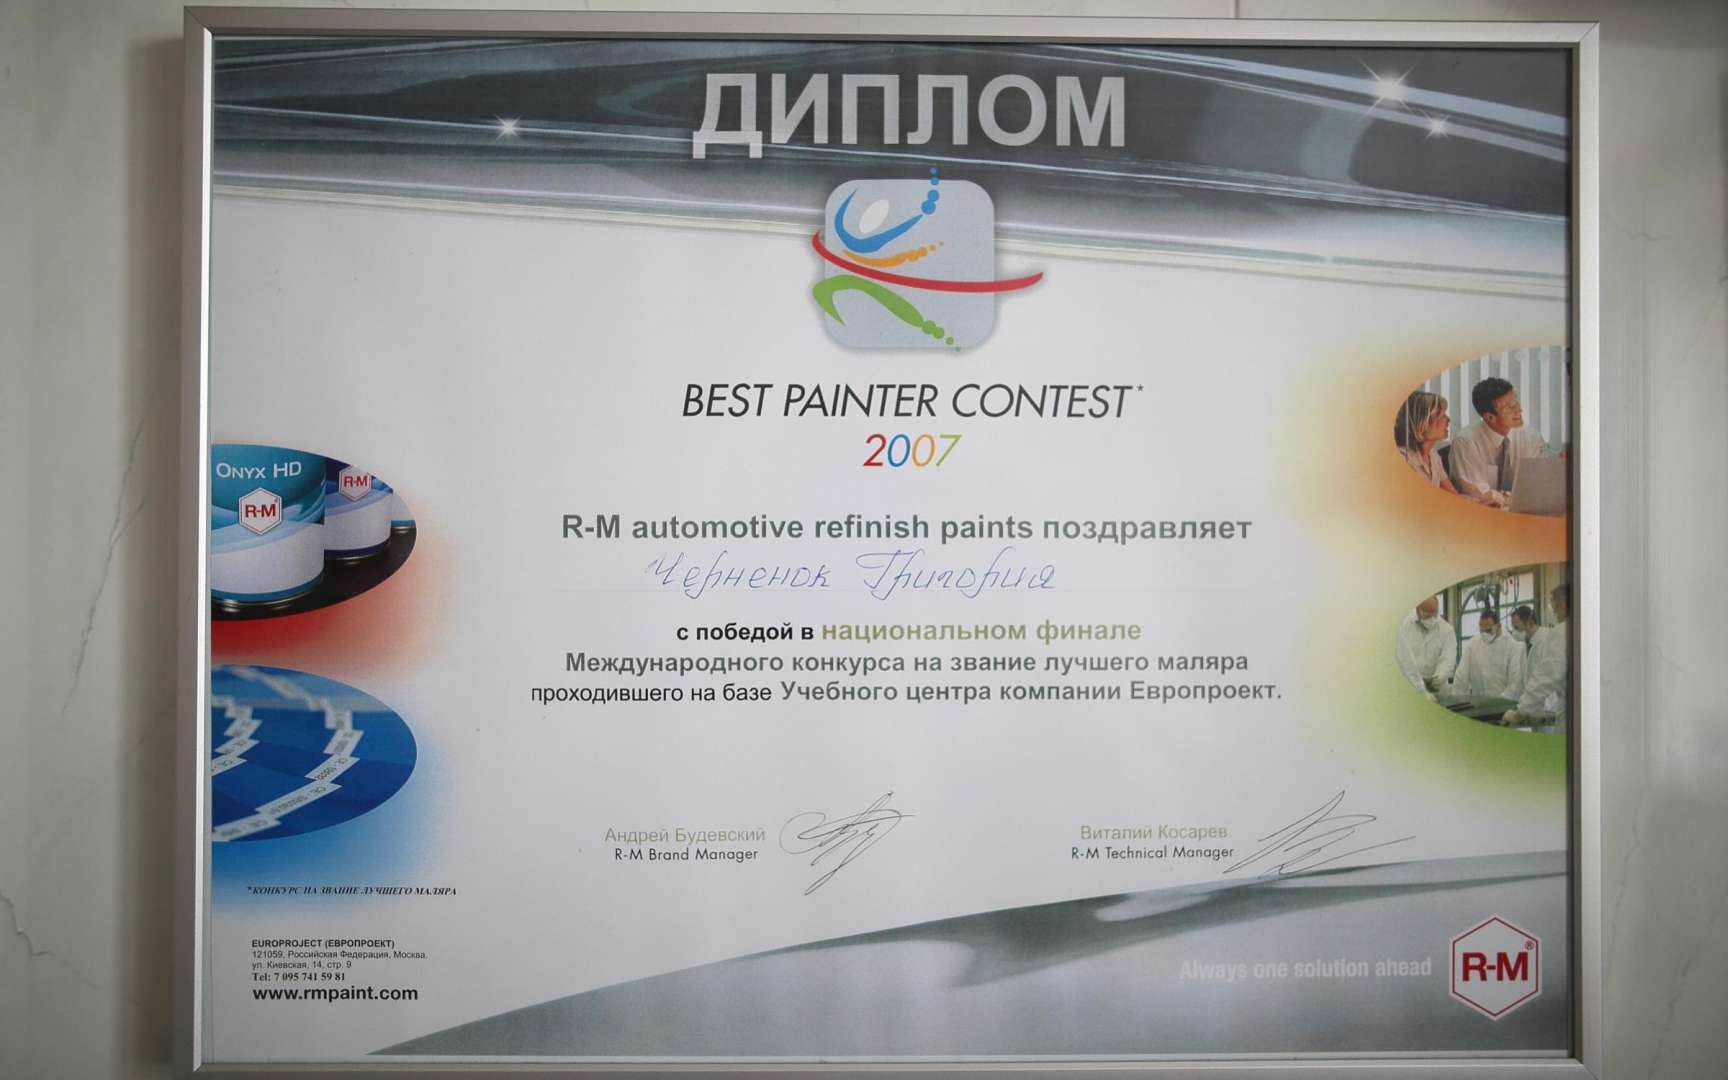 ДИПЛОМ
BEST PAINTER CONTEST*
2007
ONYX HD
R-M
R-M
R-M automotive refinish paints поздравляет
Черненок Григория
с победой в национальном финале
Международного конкурса на звание лучшего маляра
проходившего на базе Учебного центра компании Европроект.
Андрей Будевский
R-M Brand Manager
Виталий Косарев
R-M Technical Manager
*КОНКУРС НА ЗВАНИЕ ЛУЧШЕГО МАЛЯРА
EUROPROJECT (ЕВРОПРОЕКТ)
121059, Российская Федерация, Москва,
ул. Киевская, 14, стр. 9
Tel: 7 095 741 59 81
www.rmpaint.com
Always one solution ahead
R-M®